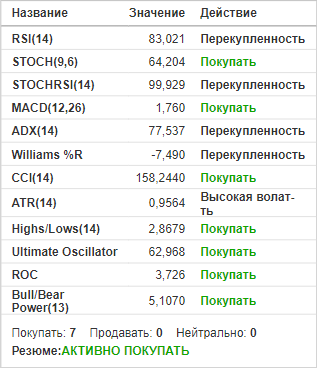 Название Значение Действие
RSI(14) 83,021 Перекупленность
STOCH(9,6) 64,204 Покупать
STOCHRSI(14) 99,929 Перекупленность
MACD(12,26) 1,760 Покупать
ADX(14) 77,537 Перекупленность
Williams %R -7,490 Перекупленность
CCI(14) 158,2440 Покупать
ATR(14) 0,9564 Высокая волат-
ть
Highs/Lows(14) 2,8679 Покупать
Ultimate Oscillator 62,968 Покупать
ROC 3,726 Покупать
Bull/Bear
Power(13) 5,1070 Покупать
Покупать: 7 Продавать: 0 Нейтрально: 0
Резюме:АКТИВНО ПОКУПАТЬ